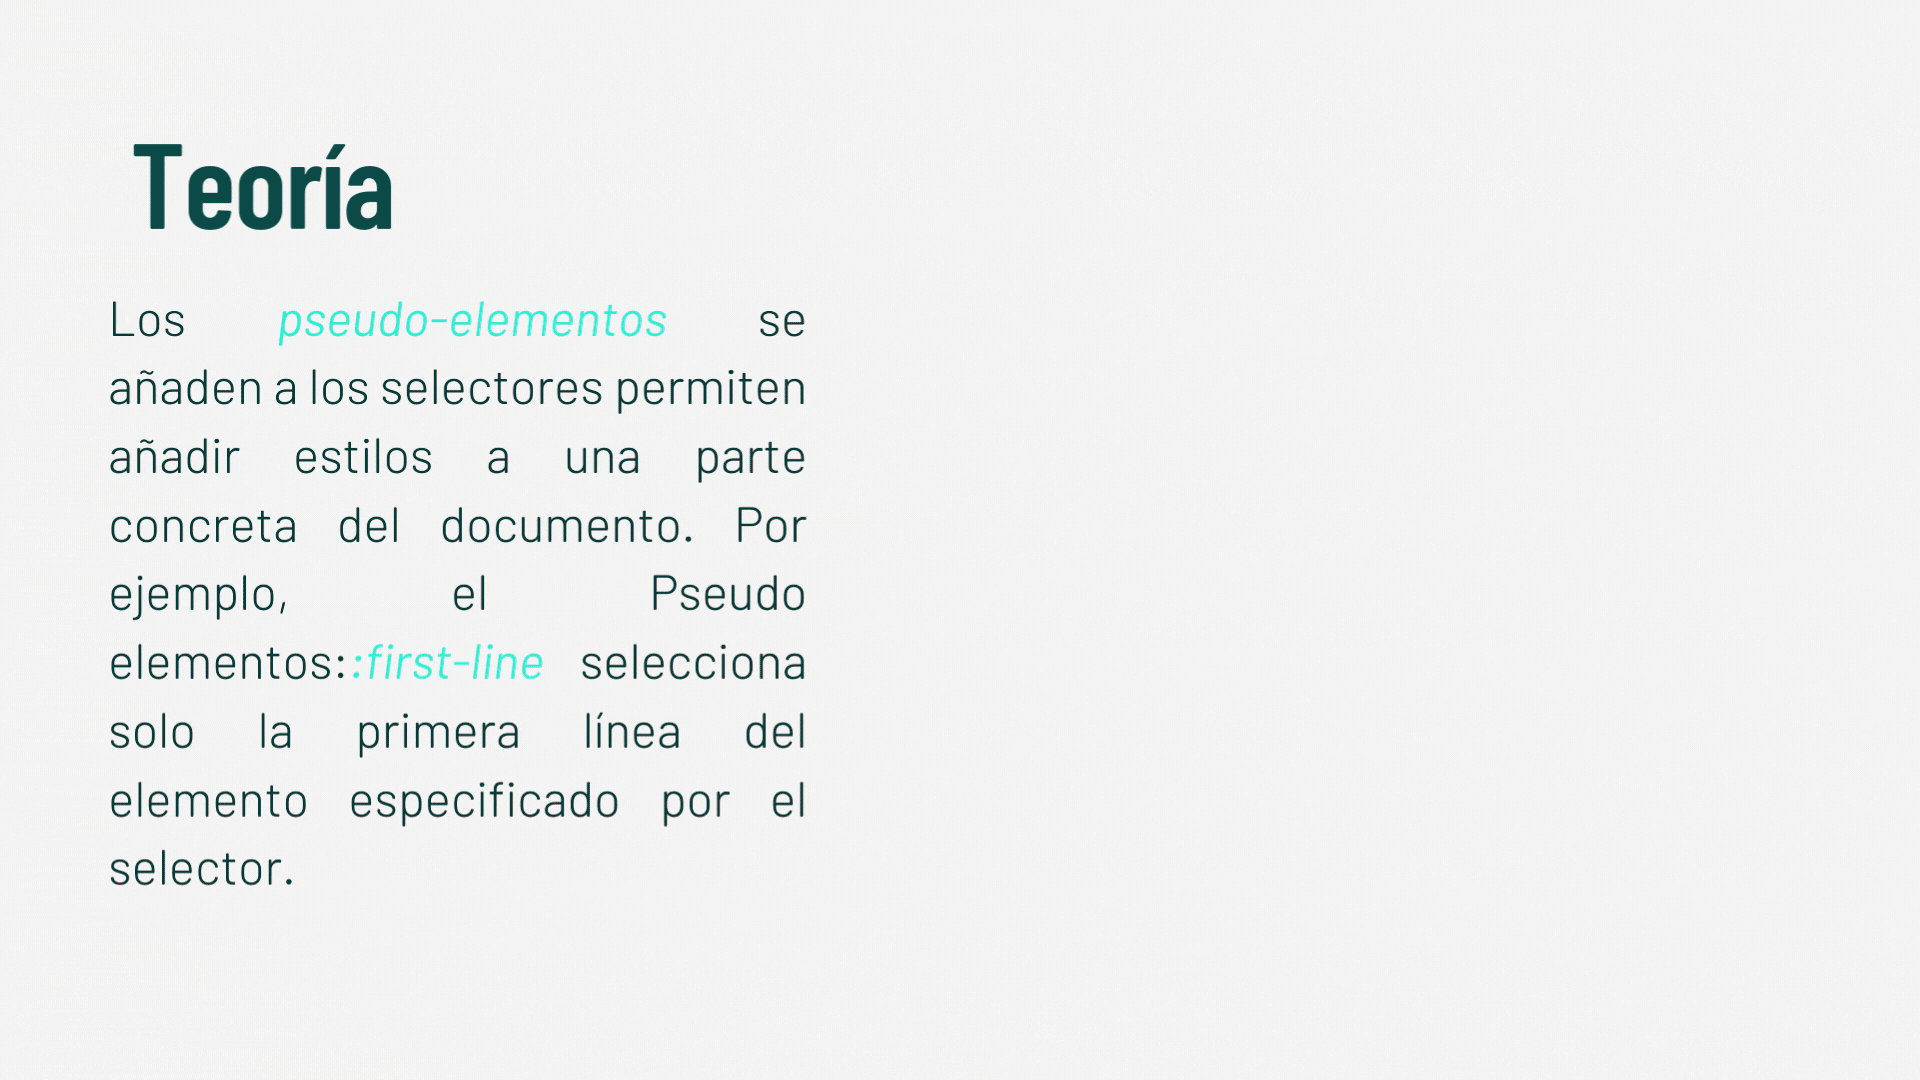 Teoría
Los pseudo-elementos se
añaden a los selectores permiten
añadir estilos a una parte
concreta del documento. Por
ejemplo, el Pseudo
elementos::first-line selecciona
solo la primera línea del
elemento especificado por el
selector.